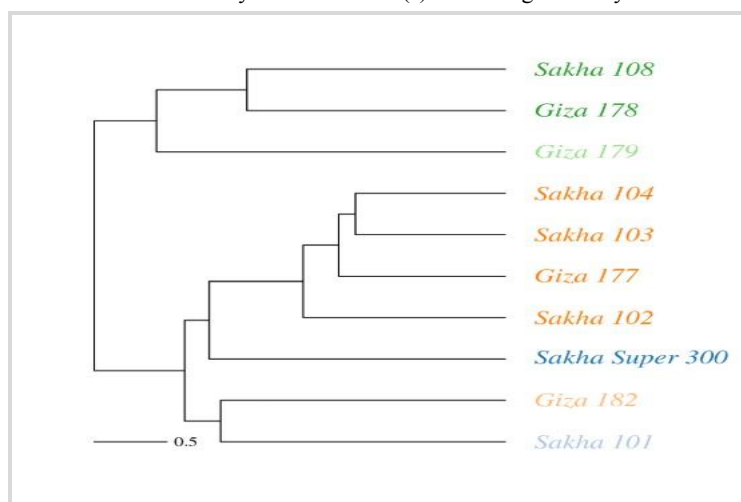 Sakha 108
Giza 178
Giza 179
Sakha 104
Sakha 103
Giza 177
Sakha 102
Sakha Super 300
Giza 182
Sakha 101
0.5